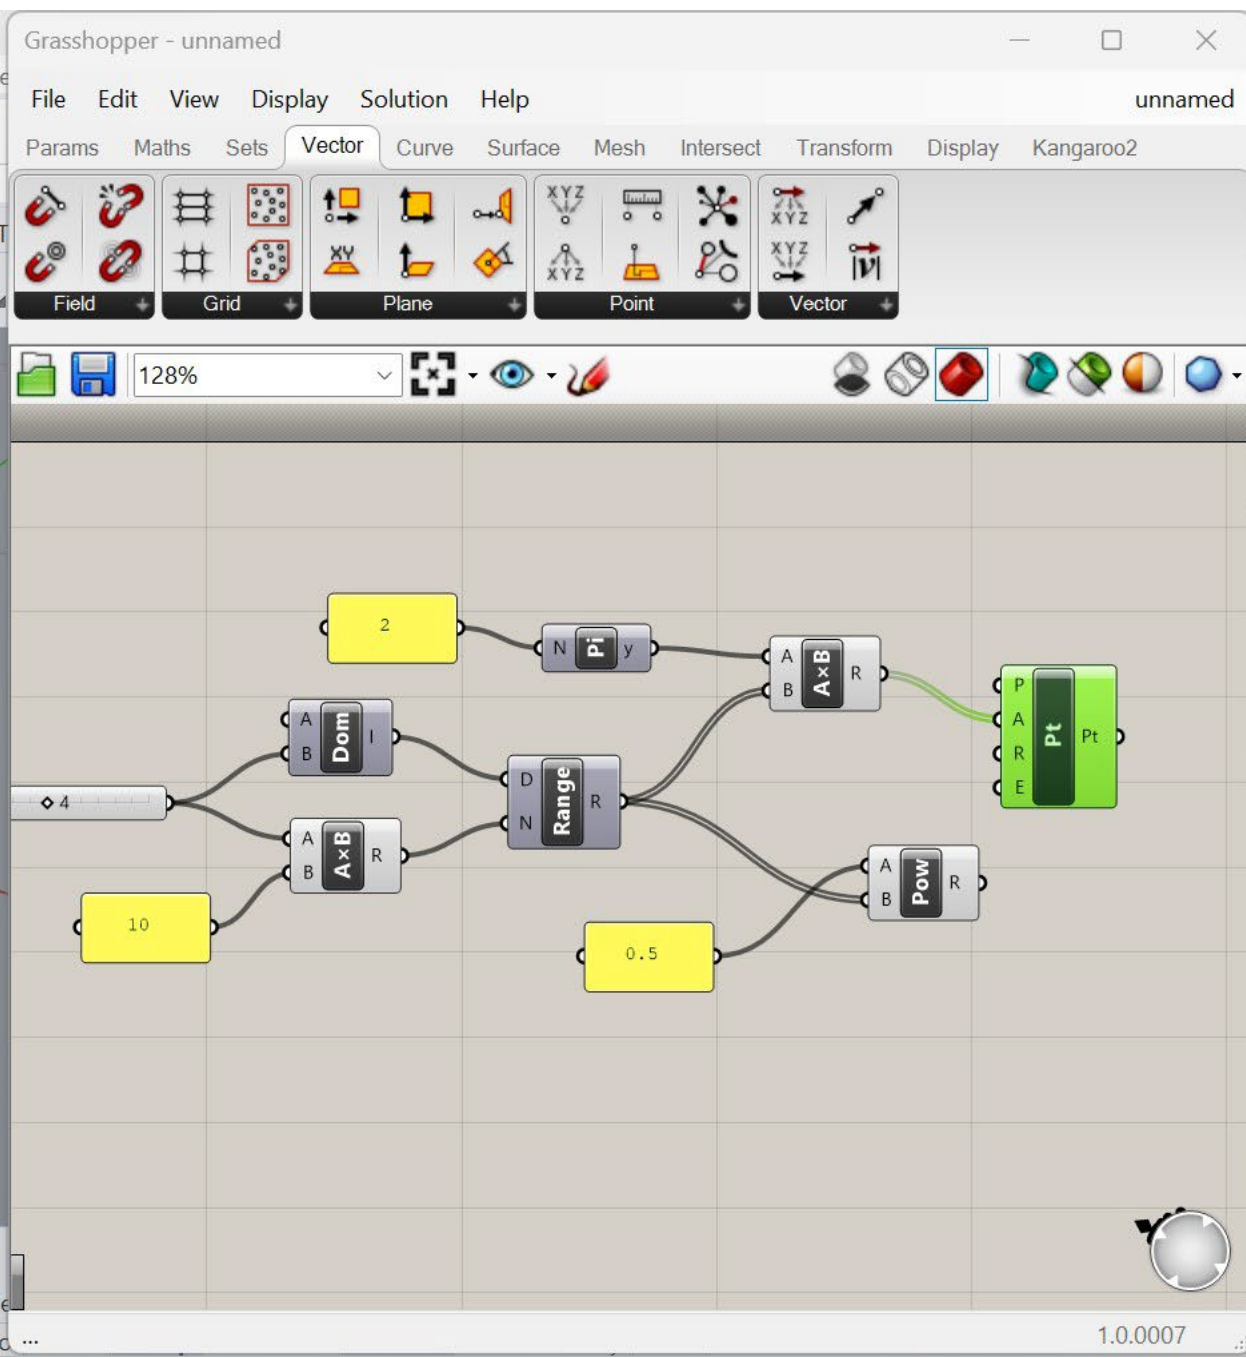 Grasshopper - unnamed
File Edit View Display Solution Help unnamed
Params Maths Sets Vector Curve Surface Mesh Intersect Transform Display Kangaroo2
XYZ
XYZ
XY
XYZ
XYZ
|v|
Field Grid Plane Point Vector
128%
2
N Pi y
A
B
A×B
R
P
A
R
E
Pt
Pt
A
B
Dom
I
D
N
Range
R
4
A
B
A×B
R
A
B
Pow
R
10
0.5
...
1.0.0007